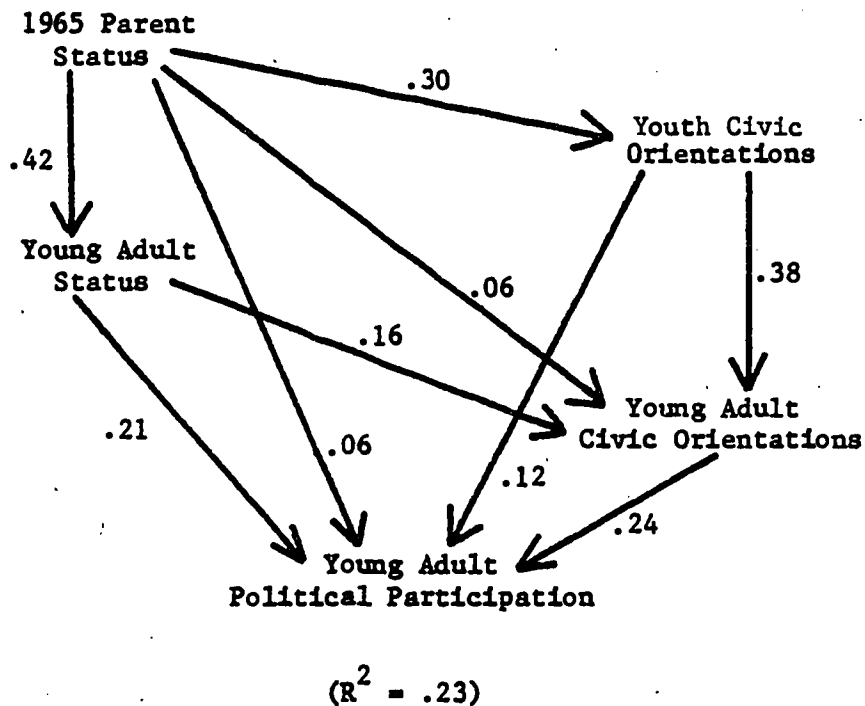 1965 Parent
Status
.30
Youth Civic
Orientations
.42
Young Adult
Status
.06
.38
.16
Young Adult
Civic Orientations
.21
.06
.12
.24
Young Adult
Political Participation
(R² = .23)